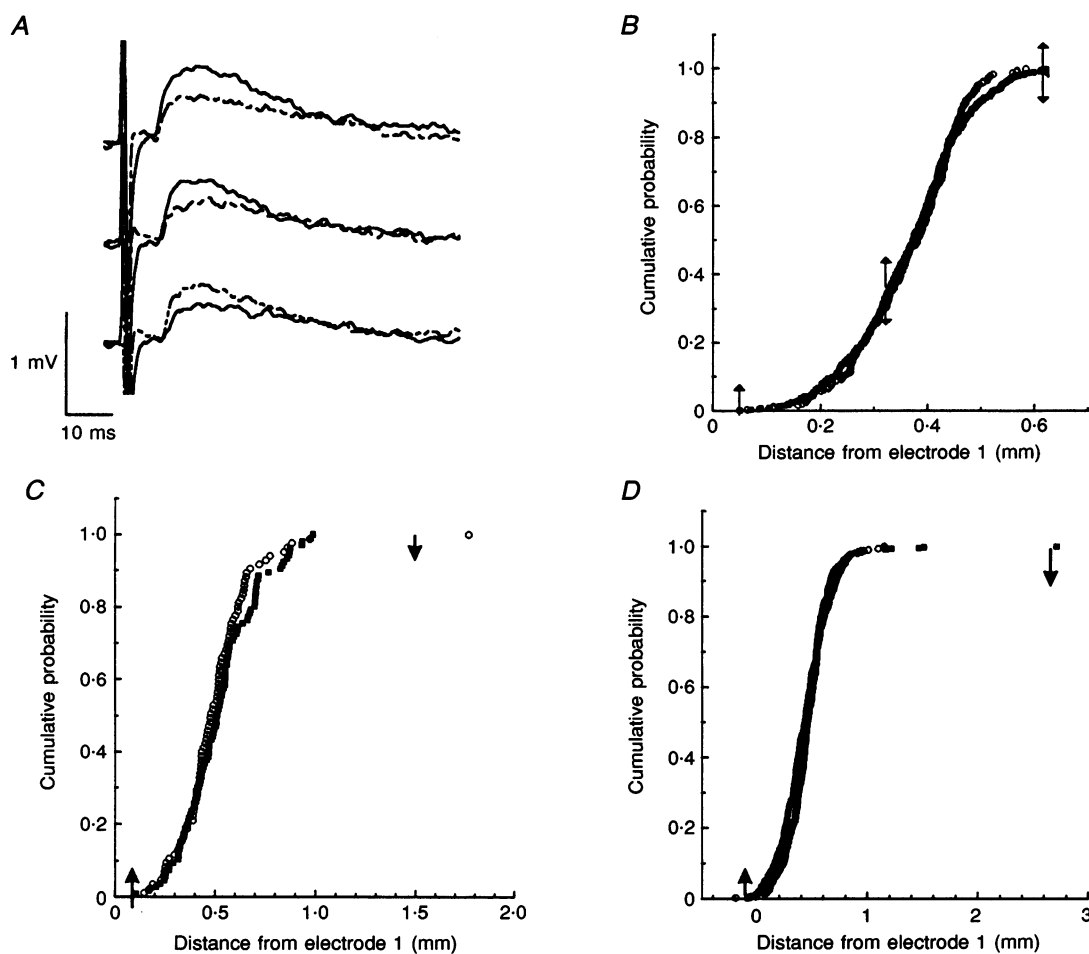 A
1 mV
10 ms
B
Cumulative probability
1·0
0·8
0·6
0·4
0·2
0
0 0·2 0·4 0·6
Distance from electrode 1 (mm)
C
Cumulative probability
1·0
0·8
0·6
0·4
0·2
0
0 0·5 1·0 1·5 2·0
Distance from electrode 1 (mm)
D
Cumulative probability
1·0
0·8
0·6
0·4
0·2
0
0 1 2 3
Distance from electrode 1 (mm)